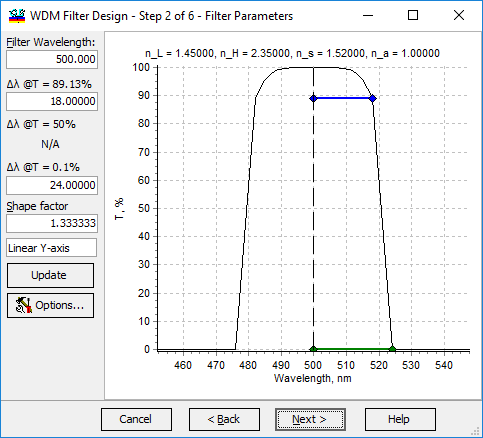 WDM Filter Design - Step 2 of 6 - Filter Parameters
Filter Wavelength:
500.000
Δλ @T = 89.13%
18.00000
Δλ @T = 50%
N/A
Δλ @T = 0.1%
24.00000
Shape factor
1.333333
Linear Y-axis
Update
Options...
n_L = 1.45000, n_H = 2.35000, n_s = 1.52000, n_a = 1.00000
T, %
100
90
80
70
60
50
40
30
20
10
0
460 470 480 490 500 510 520 530 540
Wavelength, nm
Cancel
< Back
Next >
Help